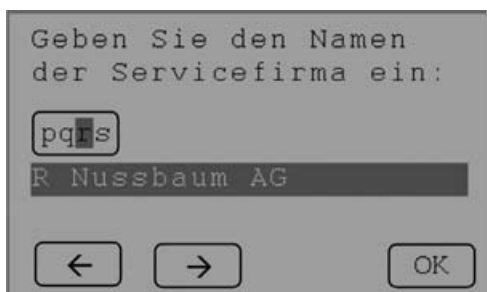 Geben Sie den Namen
der Servicefirma ein:
pqrs
R Nussbaum AG
← → OK